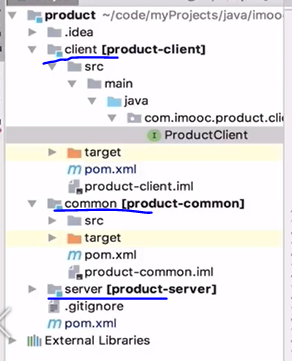 product ~/code/myProjects/java/imooc
.idea
client [product-client]
src
main
java
com.imooc.product.clie
ProductClient
target
pom.xml
product-client.iml
common [product-common]
src
target
pom.xml
product-common.iml
server [product-server]
.gitignore
pom.xml
External Libraries